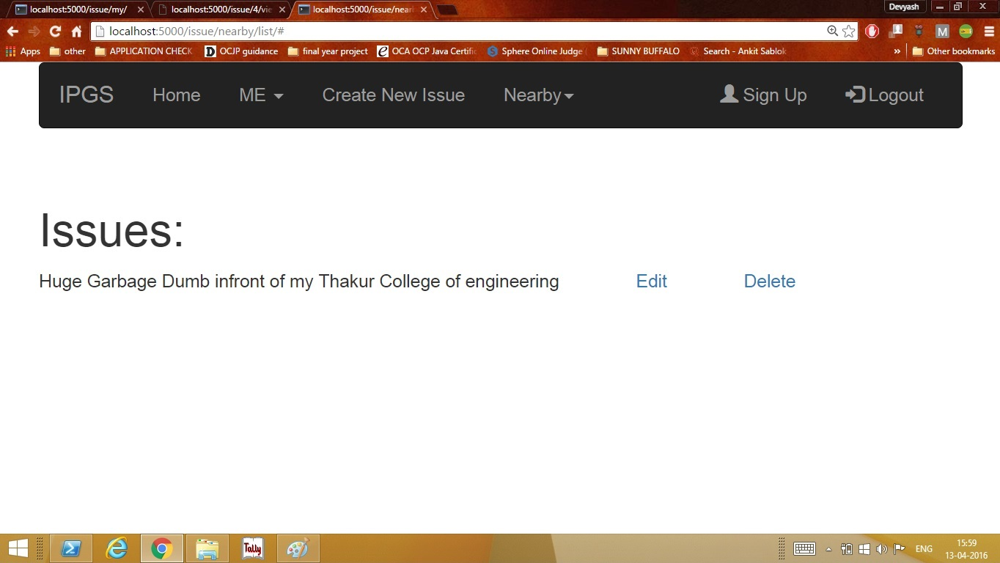 localhost:5000/issue/my/ localhost:5000/issue/4/vie localhost:5000/issue/near Devyash
localhost:5000/issue/nearby/list/#
Apps other APPLICATION CHECK OCJP guidance final year project OCA OCP Java Certific Sphere Online Judge SUNNY BUFFALO Search - Ankit Sablok » Other bookmarks
IPGS Home ME Create New Issue Nearby Sign Up Logout
Issues:
Huge Garbage Dumb infront of my Thakur College of engineering Edit Delete
Tally ENG 15:59
13-04-2016